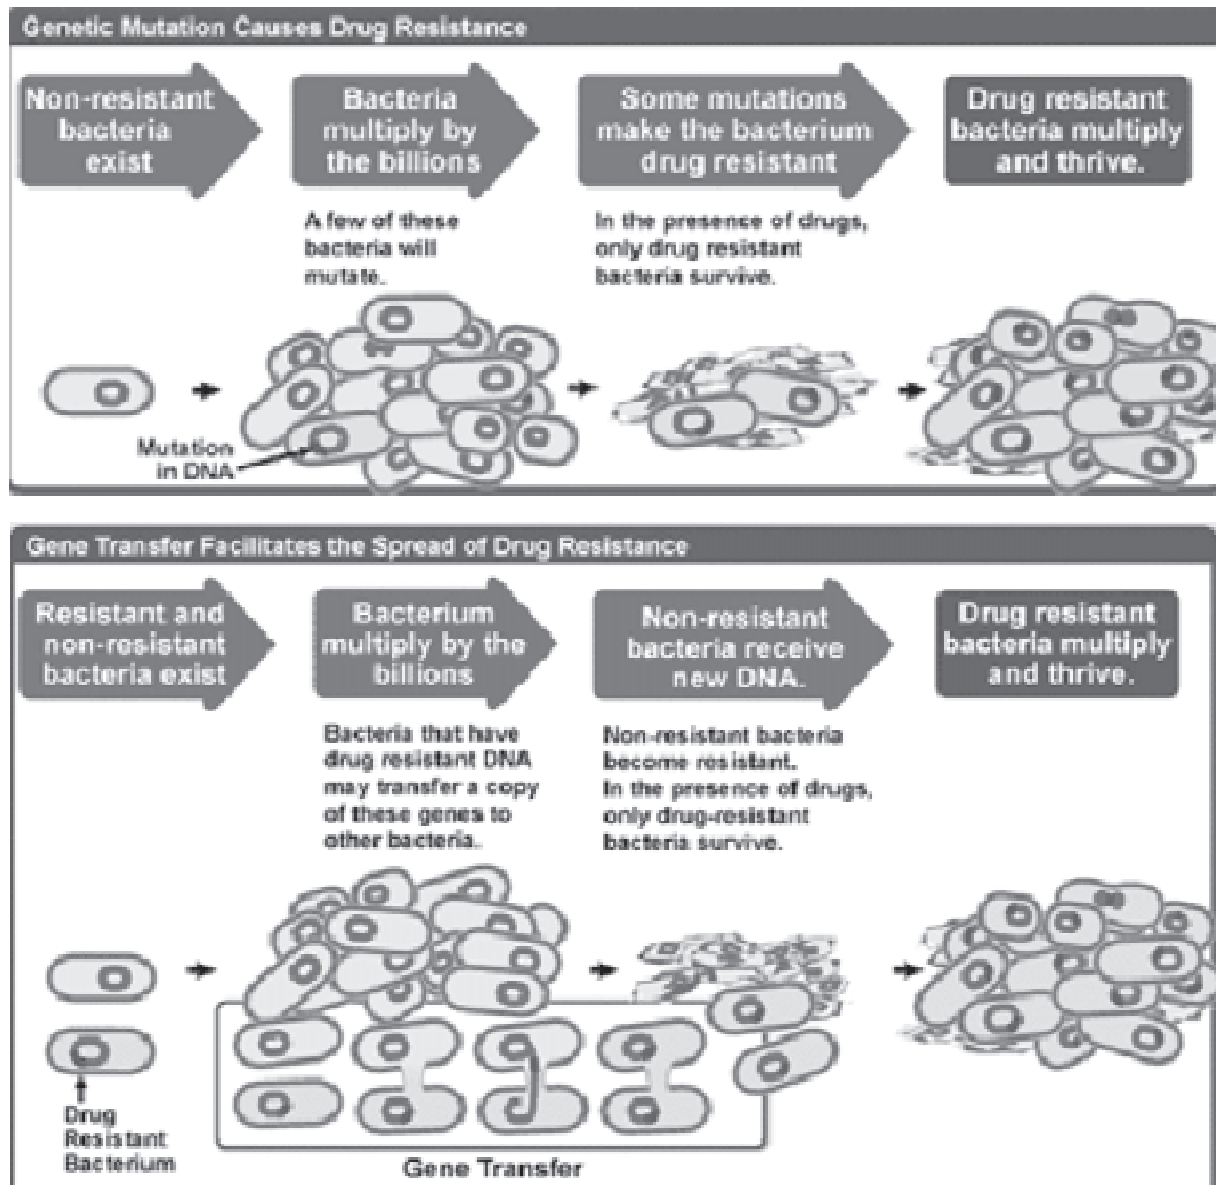 Genetic Mutation Causes Drug Resistance
Non-resistant
bacteria
exist
Bacteria
multiply by
the billions
Some mutations
make the bacterium
drug resistant
Drug resistant
bacteria multiply
and thrive.
A few of these
bacteria will
mutate.
In the presence of drugs,
only drug resistant
bacteria survive.
Mutation
in DNA
Gene Transfer Facilitates the Spread of Drug Resistance
Resistant and
non-resistant
bacteria exist
Bacterium
multiply by the
billions
Non-resistant
bacteria receive
new DNA.
Drug resistant
bacteria multiply
and thrive.
Bacteria that have
drug resistant DNA
may transfer a copy
of these genes to
other bacteria.
Non-resistant bacteria
become resistant.
In the presence of drugs,
only drug-resistant
bacteria survive.
Drug
Resistant
Bacterium
Gene Transfer